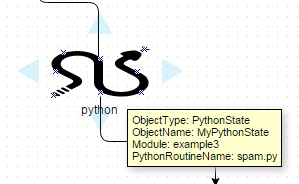 python
ObjectType: PythonState
ObjectName: MyPythonState
Module: example3
PythonRoutineName: spam.py